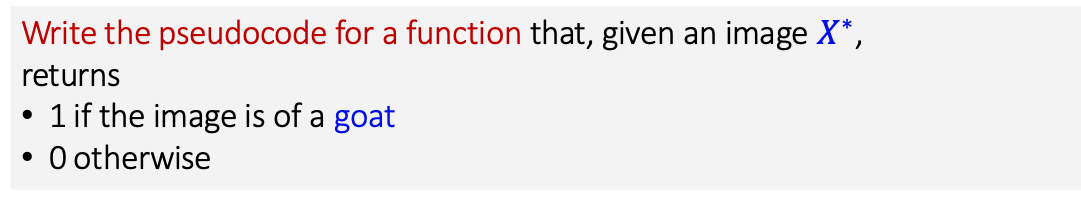 Write the pseudocode for a function that, given an image X*,
returns
• 1 if the image is of a goat
• 0 otherwise